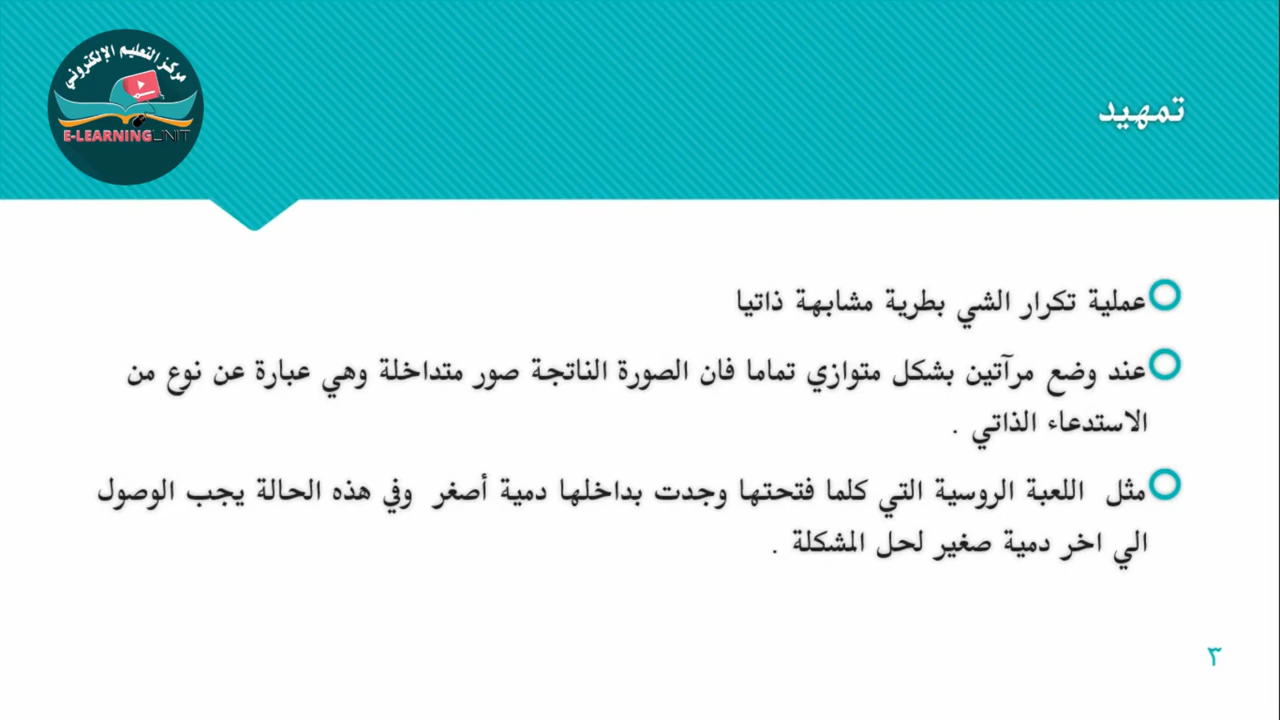 مركز التعليم الإلكتروني
E-LEARNING UNIT
تمهيد
عملية تكرار الشي بطرية مشابهة ذاتيا
عند وضع مرآتين بشكل متوازي تماما فان الصورة الناتجة صور متداخلة وهي عبارة عن نوع من
الاستدعاء الذاتي .
مثل اللعبة الروسية التي كلما فتحتها وجدت بداخلها دمية أصغر وفي هذه الحالة يجب الوصول
الي اخر دمية صغير لحل المشكلة .
٣